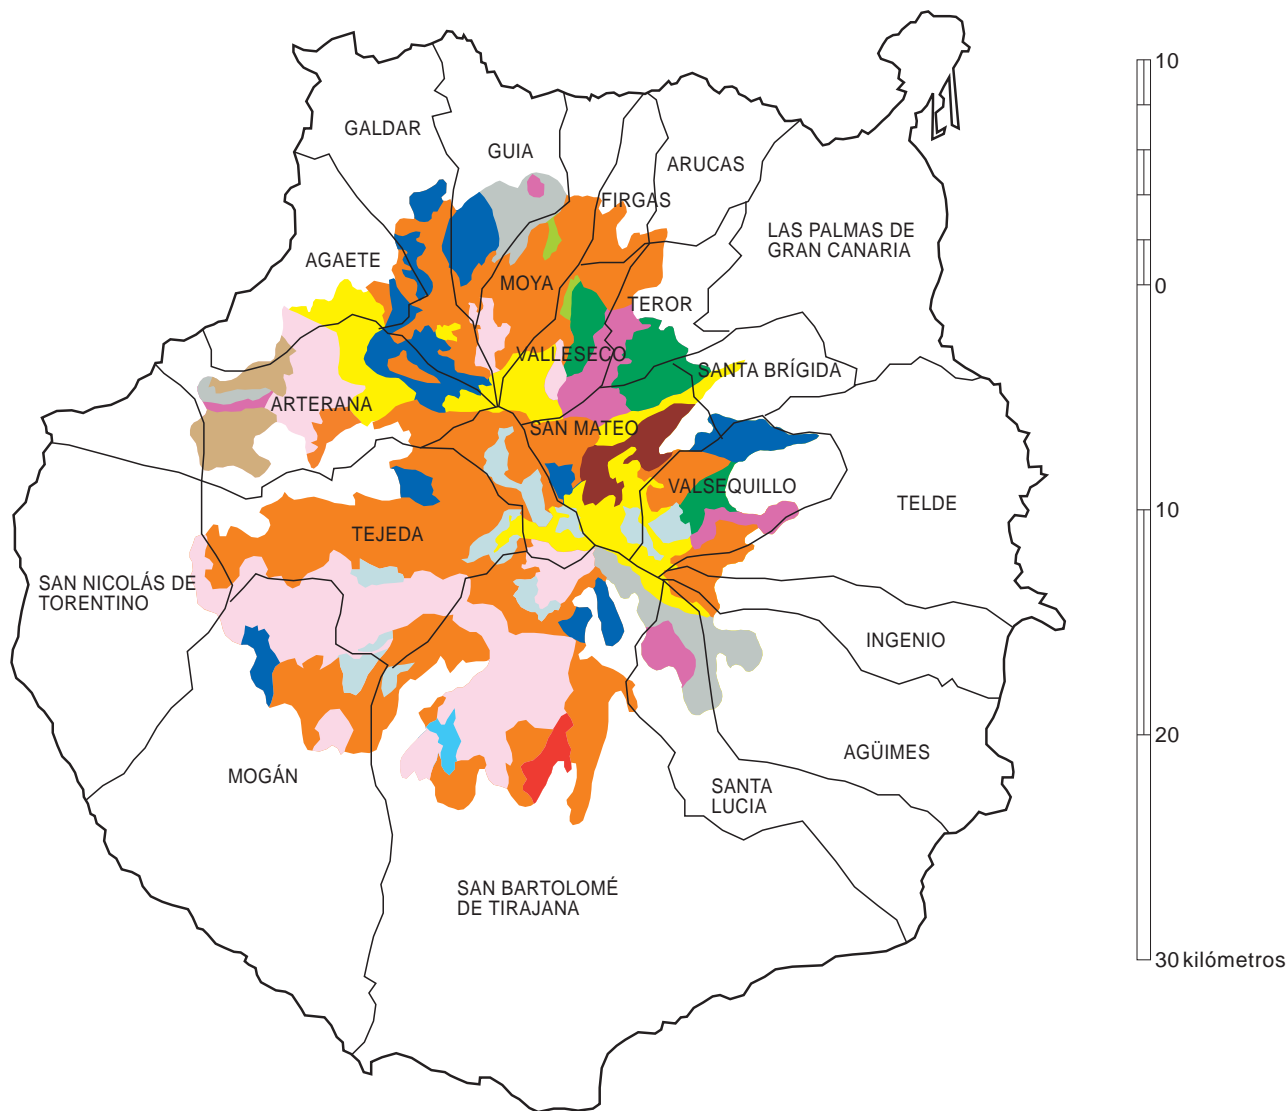 10
GALDAR
GUIA
ARUCAS
FIRGAS
LAS PALMAS DE
GRAN CANARIA
AGAETE
MOYA
0
TEROR
VALLESECO
SANTA BRÍGIDA
ARTERANA
SAN MATEO
VALSEQUILLO
TELDE
10
TEJEDA
SAN NICOLÁS DE
TORENTINO
INGENIO
20
AGÜIMES
MOGÁN
SANTA
LUCIA
SAN BARTOLOMÉ
DE TIRAJANA
30 kilómetros